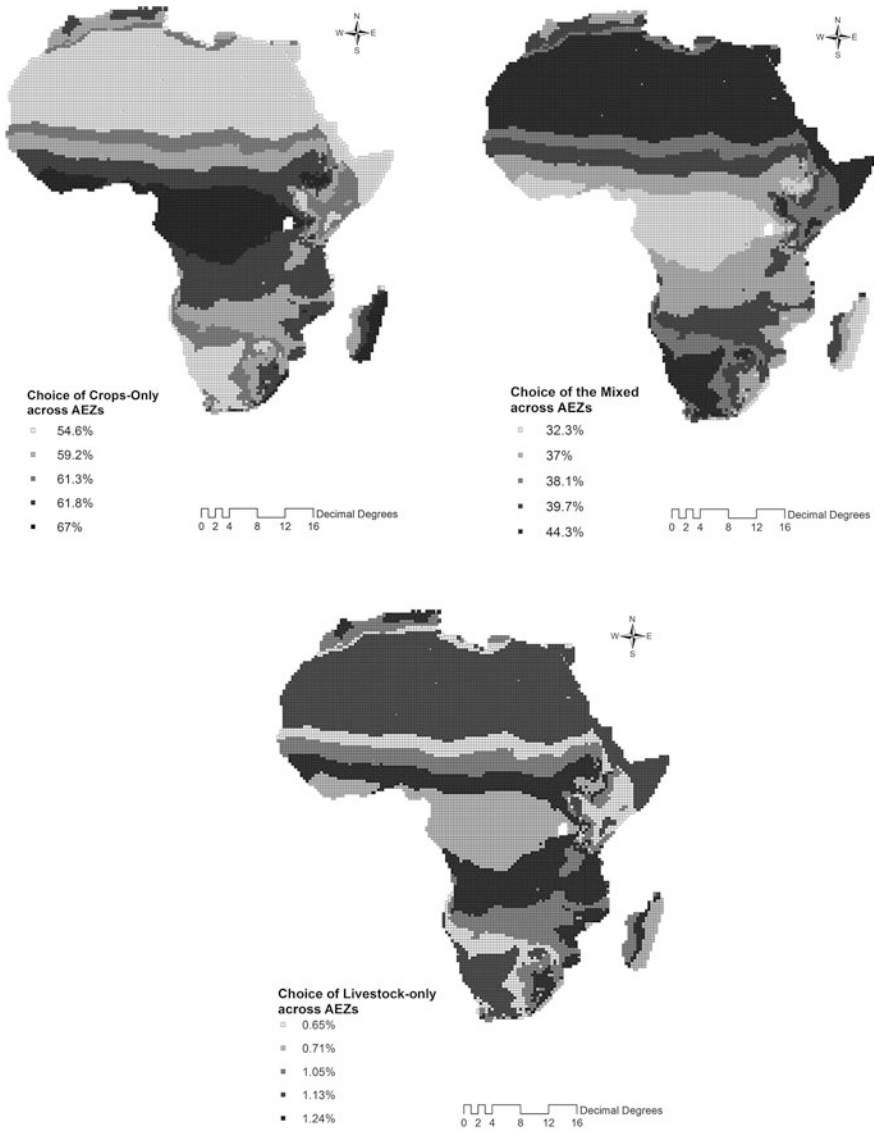 N
W E
S
N
W E
S
Choice of Crops-Only
across AEZs
54.6%
59.2%
61.3%
61.8%
67%
0 2 4 8 12 16 Decimal Degrees
Choice of the Mixed
across AEZs
32.3%
37%
38.1%
39.7%
44.3%
0 2 4 8 12 16 Decimal Degrees
N
W E
S
Choice of Livestock-only
across AEZs
0.65%
0.71%
1.05%
1.13%
1.24%
0 2 4 8 12 16 Decimal Degrees